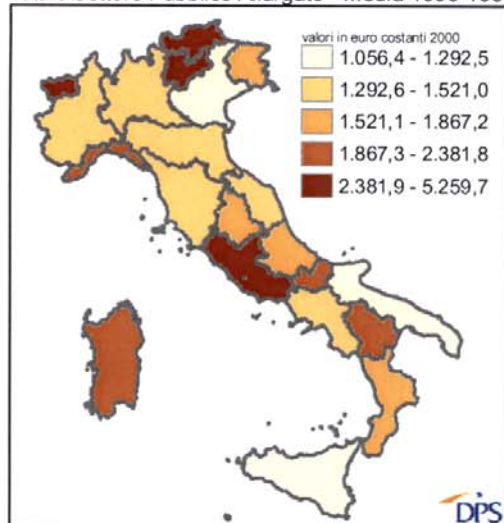 valori in euro costanti 2000
1.056,4 - 1.292,5
1.292,6 - 1.521,0
1.521,1 - 1.867,2
1.867,3 - 2.381,8
2.381,9 - 5.259,7
DPS